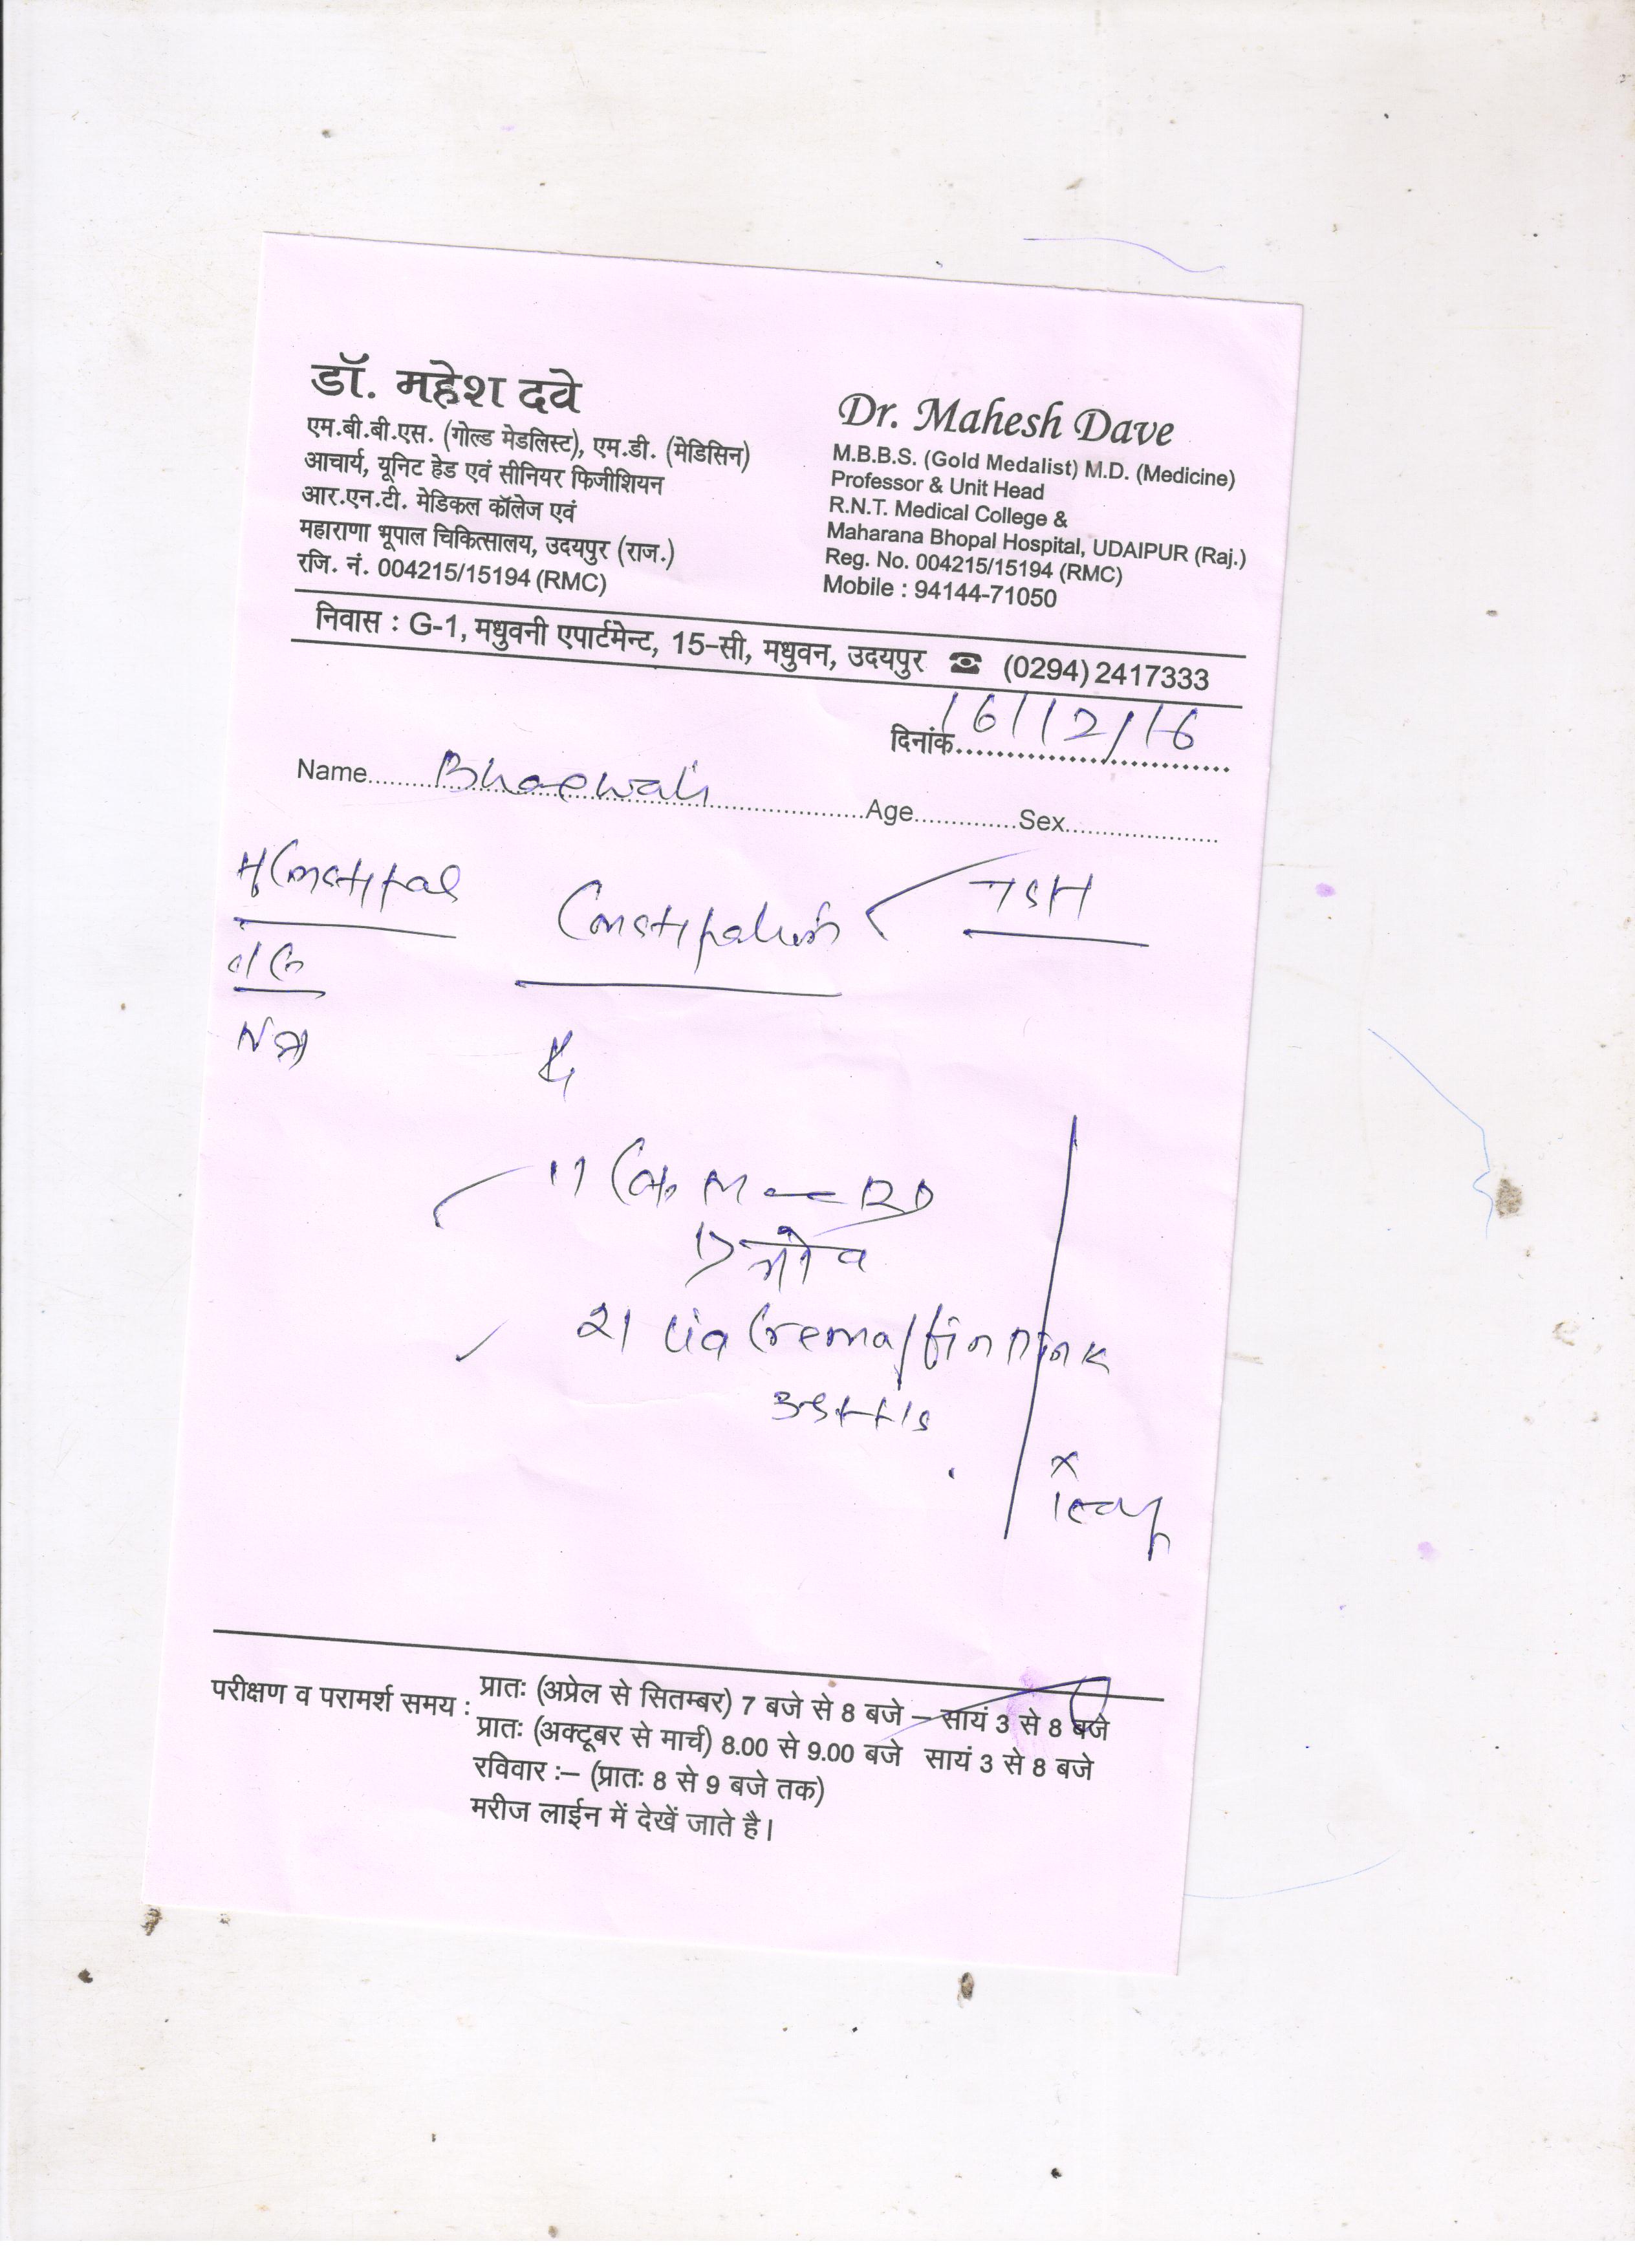 डॉ. महेश दवे
एम.बी.बी.एस. (गोल्ड मेडलिस्ट), एम.डी. (मेडिसिन)
आचार्य, यूनिट हेड एवं सीनियर फिजीशियन
आर.एन.टी. मेडिकल कॉलेज एवं
महाराणा भूपाल चिकित्सालय, उदयपुर (राज.)
रजि. नं. 004215/15194 (RMC)
Dr. Mahesh Dave
M.B.B.S. (Gold Medalist) M.D. (Medicine)
Professor & Unit Head
R.N.T. Medical College &
Maharana Bhopal Hospital, UDAIPUR (Raj.)
Reg. No. 004215/15194 (RMC)
Mobile : 94144-71050
निवास : G-1, मधुवनी एपार्टमेन्ट, 15-सी, मधुवन, उदयपुर ☎ (0294) 2417333
दिनांक 16/12/16
Name Age Sex
Constipation TSH
2) Cremaffin Pink
परीक्षण व परामर्श समय : प्रातः (अप्रेल से सितम्बर) 7 बजे से 8 बजे – सायं 3 से 8 बजे
प्रातः (अक्टूबर से मार्च) 8.00 से 9.00 बजे सायं 3 से 8 बजे
रविवार :– (प्रातः 8 से 9 बजे तक)
मरीज लाईन में देखें जाते है।